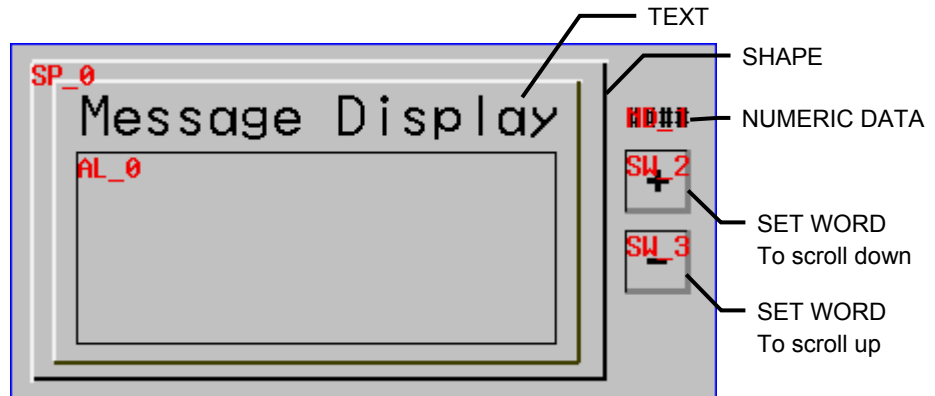 TEXT
SHAPE
SP_0
Message Display
NUMERIC DATA
AL_0
SW_2
+
SET WORD
To scroll down
SW_3
-
SET WORD
To scroll up